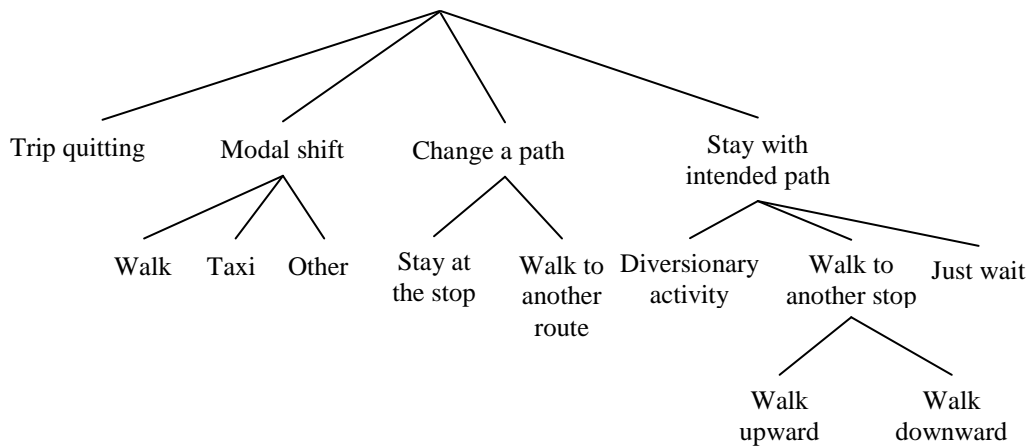 Trip quitting
Modal shift
Change a path
Stay with
intended path
Walk
Taxi
Other
Stay at
the stop
Walk to
another
route
Diversionary
activity
Walk to
another stop
Just wait
Walk
upward
Walk
downward